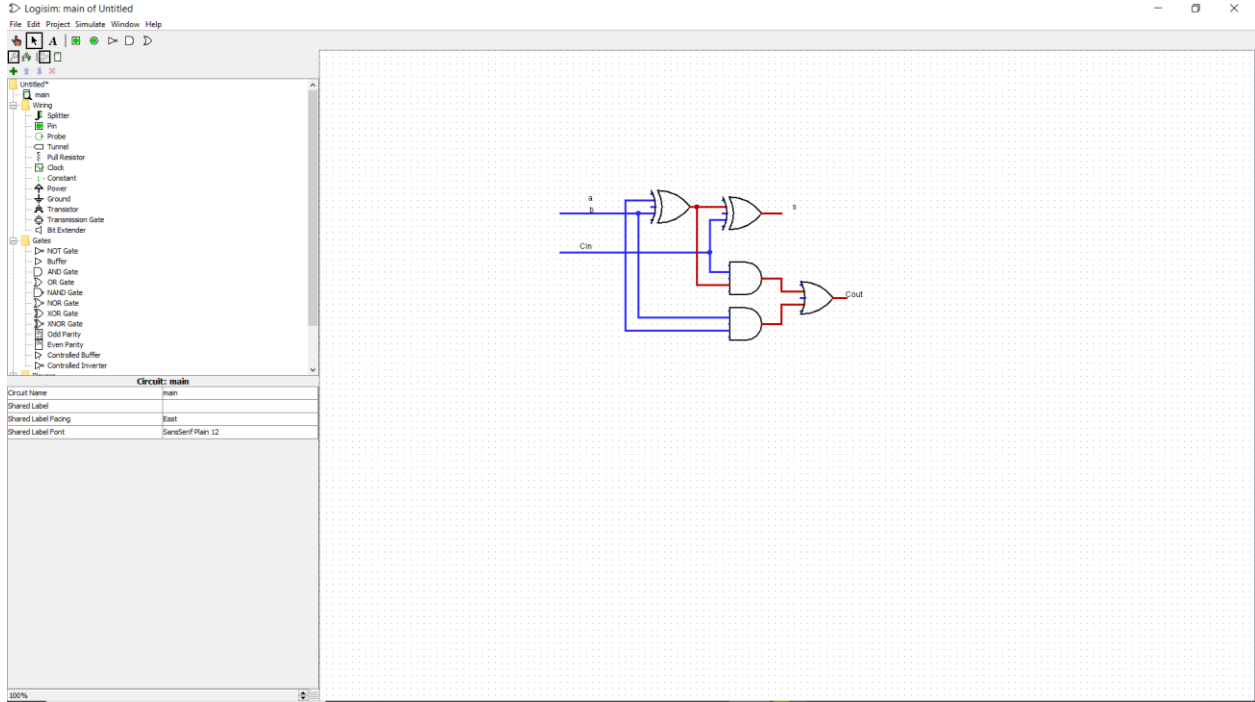 Logisim: main of Untitled
File Edit Project Simulate Window Help
A
Untitled*
main
Wiring
Splitter
Pin
Probe
Tunnel
Pull Resistor
Clock
1 Constant
Power
Ground
Transistor
Transmission Gate
Bit Extender
Gates
NOT Gate
Buffer
AND Gate
OR Gate
NAND Gate
NOR Gate
XOR Gate
XNOR Gate
Odd Parity
Even Parity
Controlled Buffer
Controlled Inverter
Circuit: main
Circuit Name main
Shared Label
Shared Label Facing East
Shared Label Font SansSerif Plain 12
100%
a
b
s
Cin
Cout